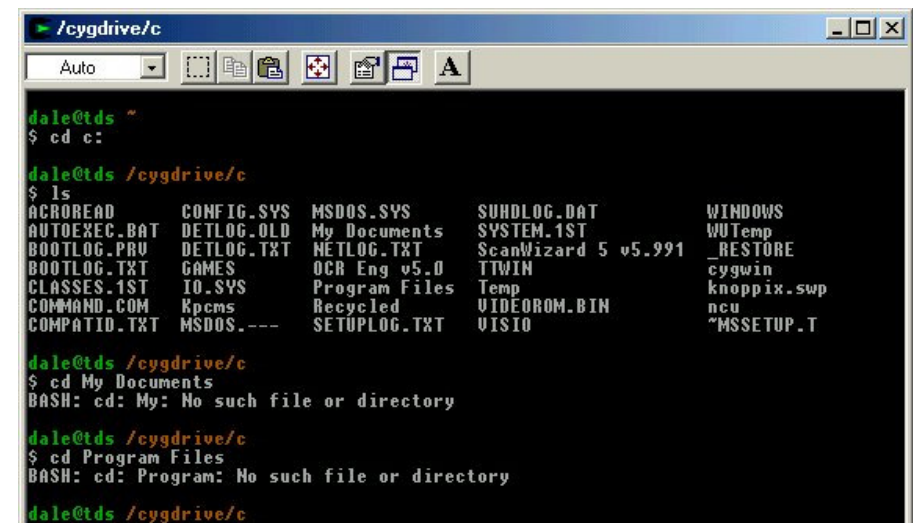 /cygdrive/c
Auto A
dale@tds ~
$ cd c:
dale@tds /cygdrive/c
$ ls
ACROREAD CONFIG.SYS MSDOS.SYS SUHDLOG.DAT WINDOWS
AUTOEXEC.BAT DETLOG.OLD My Documents SYSTEM.1ST WUTemp
BOOTLOG.PRV DETLOG.TXT NETLOG.TXT ScanWizard 5 v5.991 _RESTORE
BOOTLOG.TXT GAMES OCR Eng v5.0 TTWIN cygwin
CLASSES.1ST IO.SYS Program Files Temp knoppix.swp
COMMAND.COM Kpcms Recycled VIDEOROM.BIN ncu
COMPATID.TXT MSDOS.--- SETUPLOG.TXT VISIO ~MSSETUP.T
dale@tds /cygdrive/c
$ cd My Documents
BASH: cd: My: No such file or directory
dale@tds /cygdrive/c
$ cd Program Files
BASH: cd: Program: No such file or directory
dale@tds /cygdrive/c